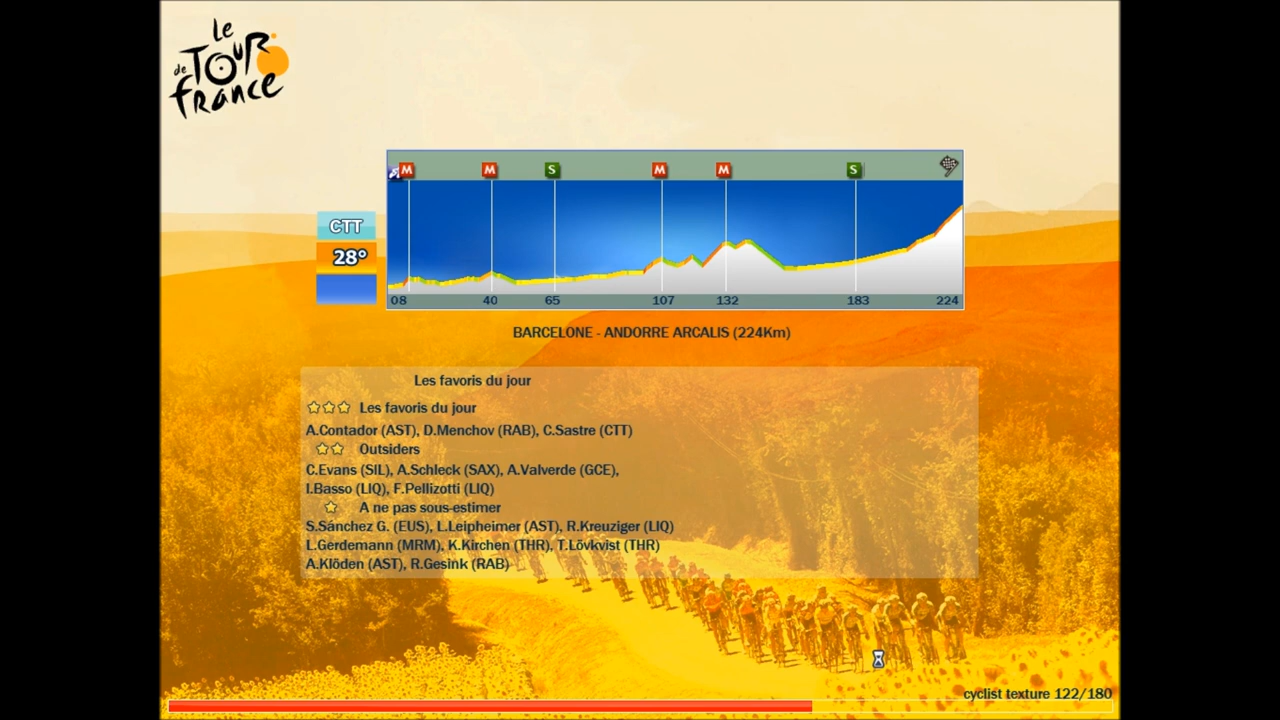 Le
de TOUR
FRANCE
M M S M M S
CTT
28°
08 40 65 107 132 183 224
BARCELONE - ANDORRE ARCALIS (224Km)
Les favoris du jour
Les favoris du jour
A.Contador (AST), D.Menchov (RAB), C.Sastre (CTT)
Outsiders
C.Evans (SIL), A.Schleck (SAX), A.Valverde (GCE),
I.Basso (LIQ), F.Pellizotti (LIQ)
A ne pas sous-estimer
S.Sánchez G. (EUS), L.Leipheimer (AST), R.Kreuziger (LIQ)
L.Gerdemann (MRM), K.Kirchen (THR), T.Lövkvist (THR)
A.Klöden (AST), R.Gesink (RAB)
cyclist texture 122/180